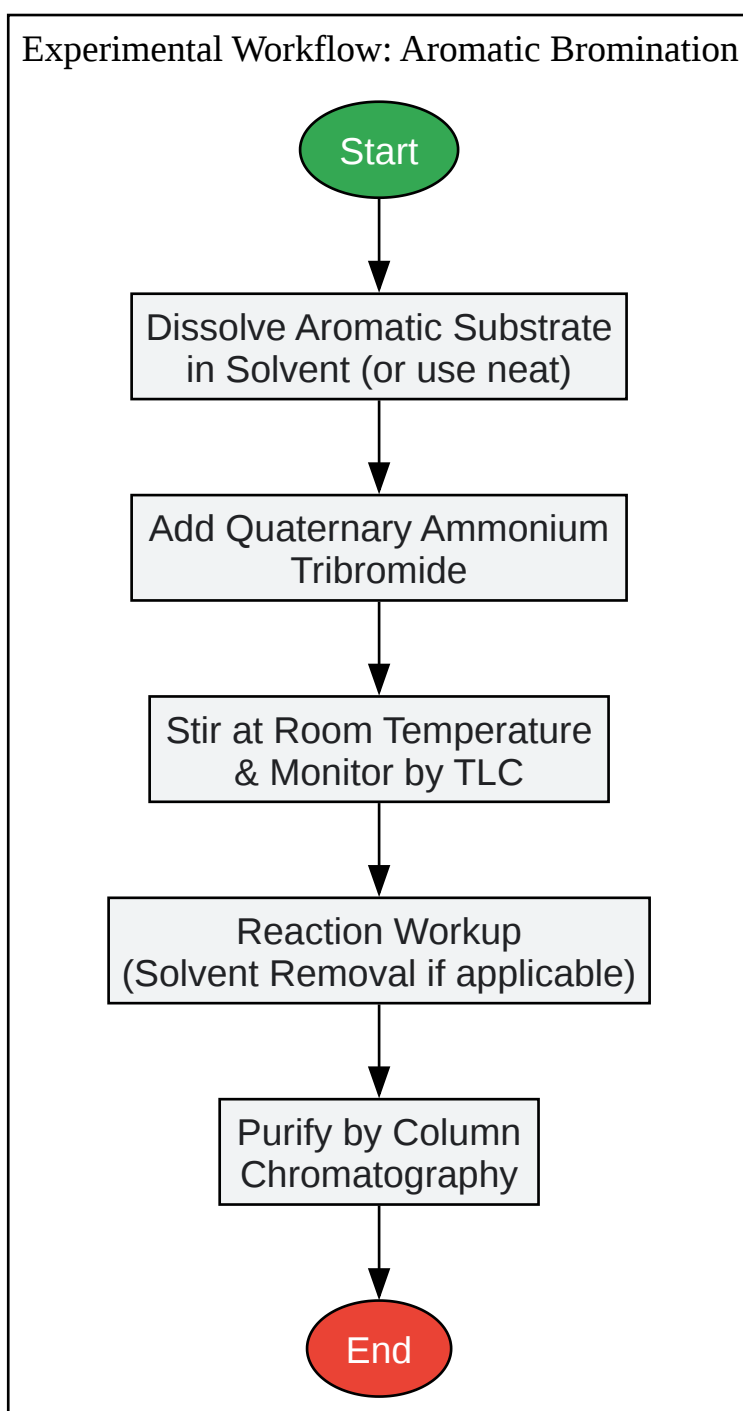 Experimental Workflow: Aromatic Bromination
Start
Dissolve Aromatic Substrate
in Solvent (or use neat)
Add Quaternary Ammonium
Tribromide
Stir at Room Temperature
& Monitor by TLC
Reaction Workup
(Solvent Removal if applicable)
Purify by Column
Chromatography
End